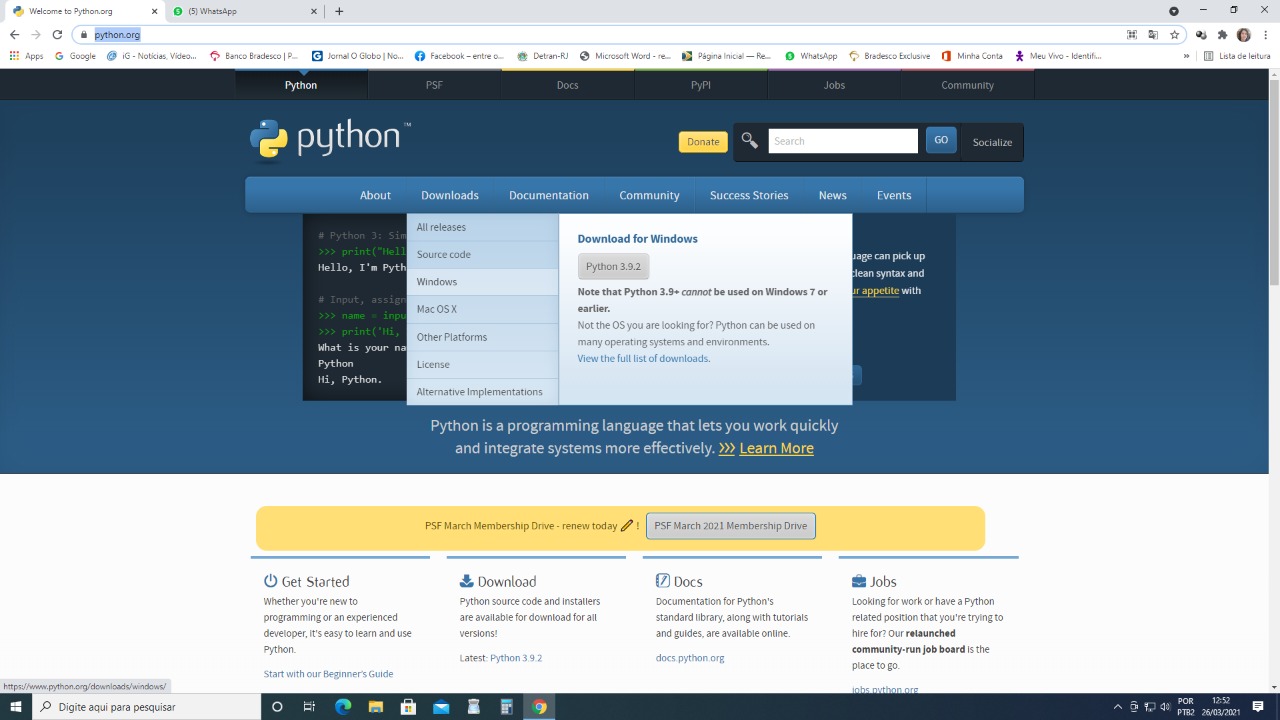 Welcome to Python.org
(5) WhatsApp
python.org
Apps
Google
iG - Notícias, Vídeo...
Banco Bradesco | P...
Jornal O Globo | No...
Facebook – entre o...
Detran-RJ
Microsoft Word - re...
Página Inicial — Re...
WhatsApp
Bradesco Exclusive
Minha Conta
Meu Vivo - Identifi...
»
Lista de leitura
Python
PSF
Docs
PyPI
Jobs
Community
python™
Donate
Search
GO
Socialize
About
Downloads
Documentation
Community
Success Stories
News
Events
# Python 3: Sim
>>> print("Hell
Hello, I'm Pyth
# Input, assign
>>> name = inpu
>>> print('Hi,
What is your na
Python
Hi, Python.
All releases
Source code
Windows
Mac OS X
Other Platforms
License
Alternative Implementations
Download for Windows
Python 3.9.2
Note that Python 3.9+ cannot be used on Windows 7 or
earlier.
Not the OS you are looking for? Python can be used on
many operating systems and environments.
View the full list of downloads.
uage can pick up
clean syntax and
ur appetite with
Python is a programming language that lets you work quickly
and integrate systems more effectively. >>> Learn More
PSF March Membership Drive - renew today !
PSF March 2021 Membership Drive
Get Started
Whether you're new to
programming or an experienced
developer, it's easy to learn and use
Python.
Start with our Beginner's Guide
Download
Python source code and installers
are available for download for all
versions!
Latest: Python 3.9.2
Docs
Documentation for Python's
standard library, along with tutorials
and guides, are available online.
docs.python.org
Jobs
Looking for work or have a Python
related position that you're trying to
hire for? Our relaunched
community-run job board is the
place to go.
jobs.python.org
https://www.python.org/downloads/windows/
Digite aqui para pesquisar
POR
PTB2
12:52
26/03/2021